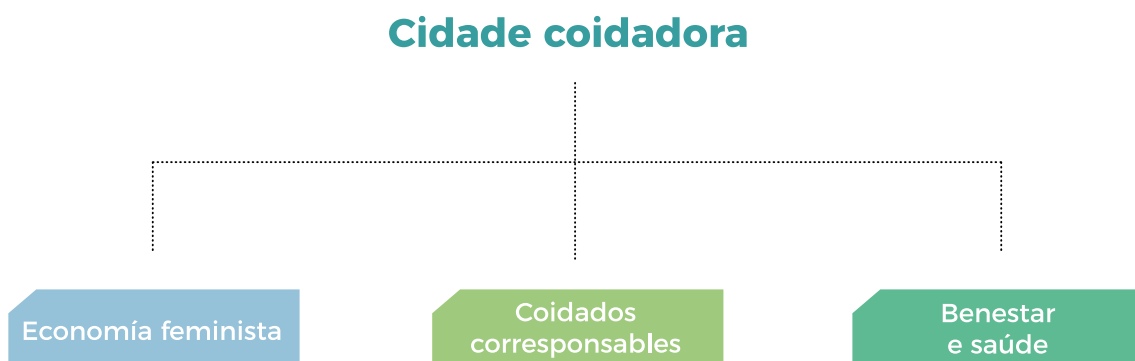 Cidade coidadora
Economía feminista
Coidados
corresponsables
Benestar
e saúde